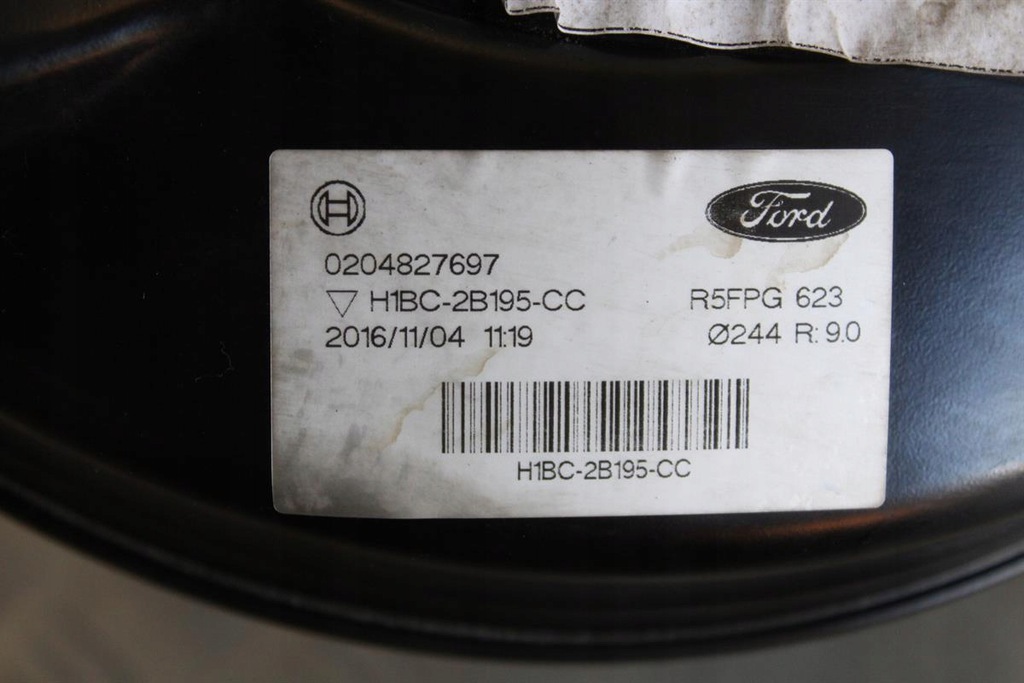 Ford
0204827697
▽ H1BC-2B195-CC R5FPG 623
2016/11/04 11:19 Ø244 R: 9.0
H1BC-2B195-CC